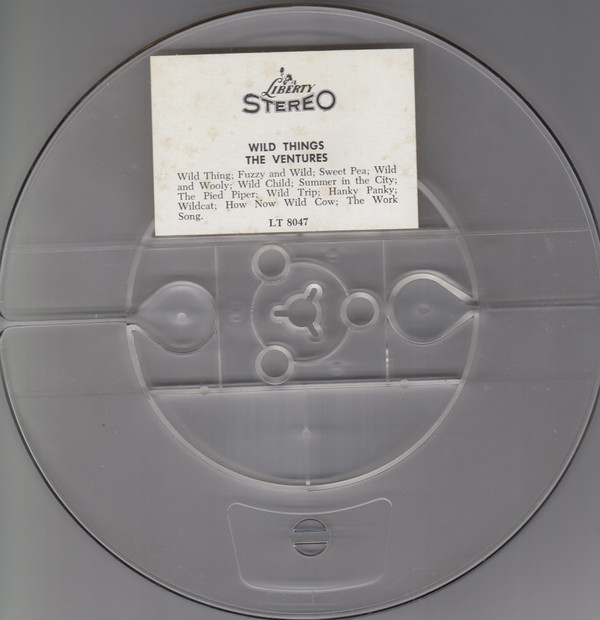 LIBERTY
STEREO
WILD THINGS
THE VENTURES
Wild Thing; Fuzzy and Wild; Sweet Pea; Wild
and Wooly; Wild Child; Summer in the City;
The Pied Piper; Wild Trip; Hanky Panky;
Wildcat; How Now Wild Cow; The Work
Song.
LT 8047